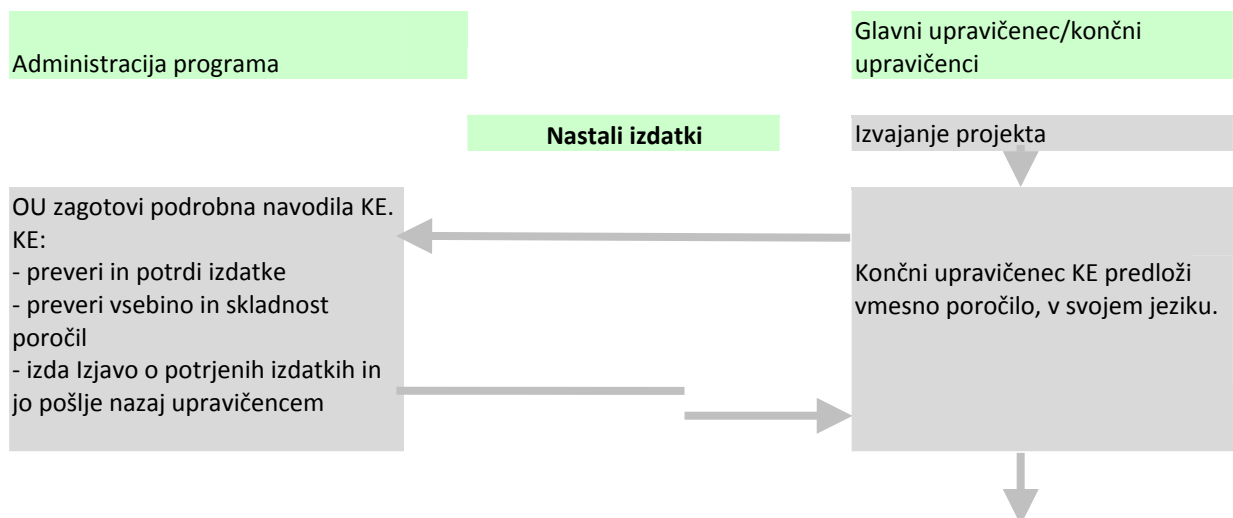 Administracija programa
Glavni upravičenec/končni
upravičenci
Nastali izdatki
Izvajanje projekta
OU zagotovi podrobna navodila KE.
KE:
- preveri in potrdi izdatke
- preveri vsebino in skladnost
poročil
- izda Izjavo o potrjenih izdatkih in
jo pošlje nazaj upravičencem
Končni upravičenec KE predloži
vmesno poročilo, v svojem jeziku.